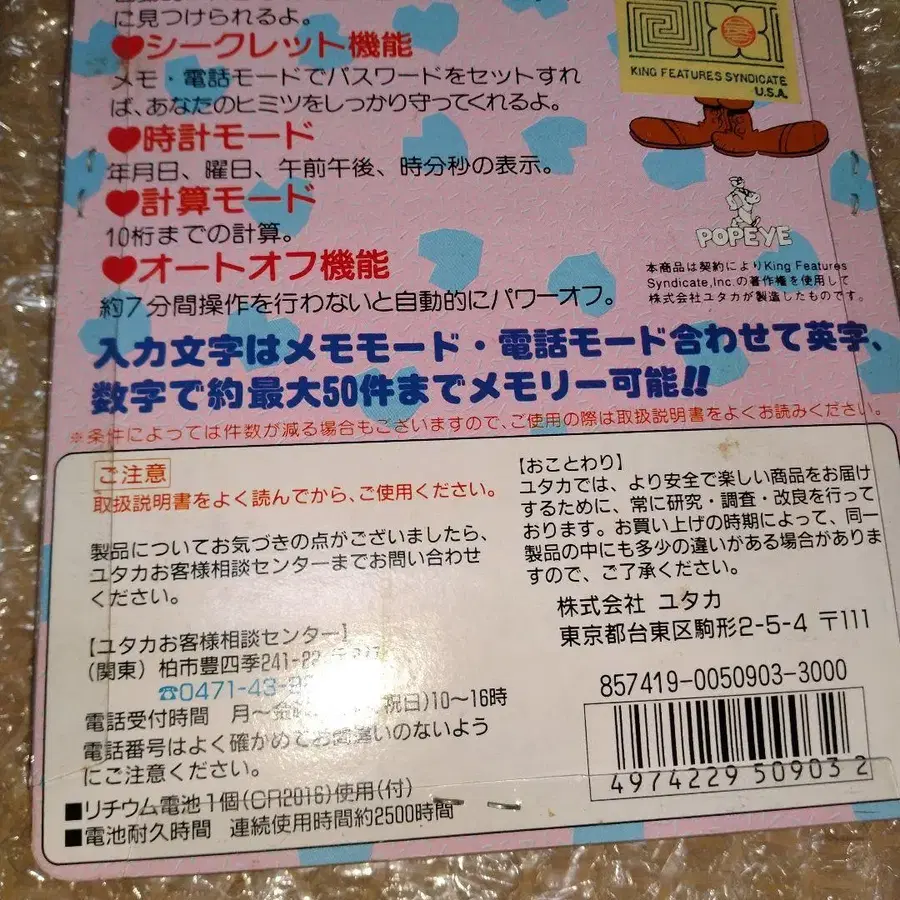 に見つけられるよ。
♥シークレット機能
メモ・電話モードでパスワードをセットすれ
ば、あなたのヒミツをしっかり守ってくれるよ。
♥時計モード
年月日、曜日、午前午後、時分秒の表示。
♥計算モード
10桁までの計算。
♥オートオフ機能
約7分間操作を行わないと自動的にパワーオフ。
KING FEATURES SYNDICATE
U.S.A.
POPEYE
本商品は契約によりKing Features
Syndicate,Inc.の著作権を使用して
株式会社ユタカが製造したものです。
入力文字はメモモード・電話モード合わせて英字、
数字で約最大50件までメモリー可能!!
※条件によっては件数が減る場合もございますので、ご使用の際は取扱説明書をよくお読みください。
ご注意
取扱説明書をよく読んでから、ご使用ください。
製品についてお気づきの点がございましたら、
ユタカお客様相談センターまでお問い合わせ
ください。
【ユタカお客様相談センター】
(関東) 柏市豊四季241-22
☎0471-43-9
電話受付時間 月～金 祝日)10～16時
電話番号はよく確かめてお間違いのないよう
にご注意ください。
■リチウム電池1個(CR2016)使用(付)
■電池耐久時間 連続使用時間約2500時間
【おことわり】
ユタカでは、より安全で楽しい商品をお届け
するために、常に研究・調査・改良を行って
おります。お買い上げの時期によって、同一
製品の中にも多少の違いがある場合がありま
すので、ご了承ください。
株式会社 ユタカ
東京都台東区駒形2-5-4 〒111
857419-0050903-3000
4974229509032